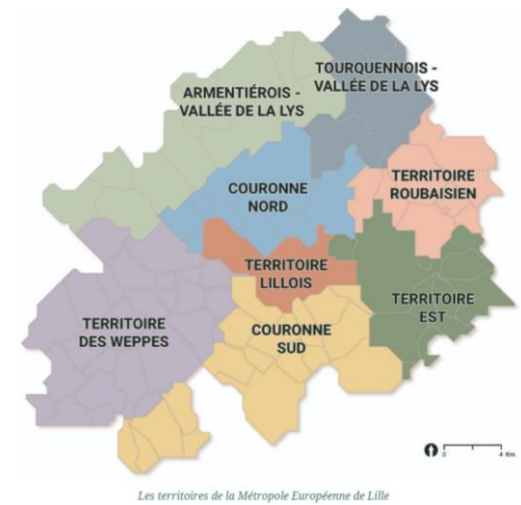 TOURQUENNOIS -
VALLÉE DE LA LYS
ARMENTIÉROIS -
VALLÉE DE LA LYS
TERRITOIRE
ROUBAISIEN
COURONNE
NORD
TERRITOIRE
LILLOIS
TERRITOIRE
EST
TERRITOIRE
DES WEPPES
COURONNE
SUD
0 4 Km
Les territoires de la Métropole Européenne de Lille